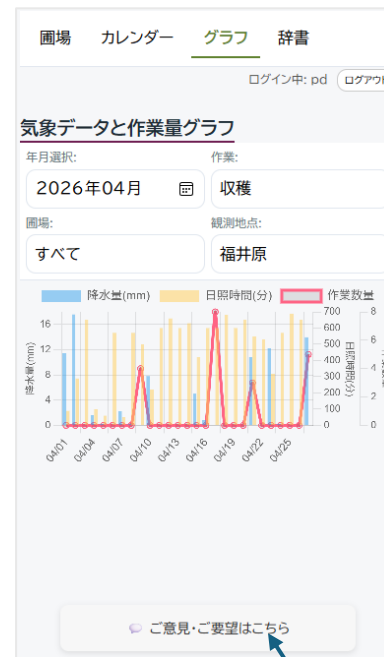 圃場 カレンダー グラフ 辞書
ログイン中: pd ログアウト
気象データと作業量グラフ
年月選択: 作業:
2026年04月 収穫
圃場: 観測地点:
すべて 福井原
降水量(mm) 日照時間(分) 作業数量
降水量(mm)
16
12
8
4
0
700
600
500
400
300
200
100
0
日照時間(分)
8
6
4
2
0
04/01 04/04 04/07 04/10 04/13 04/16 04/19 04/22 04/25
ご意見・ご要望はこちら